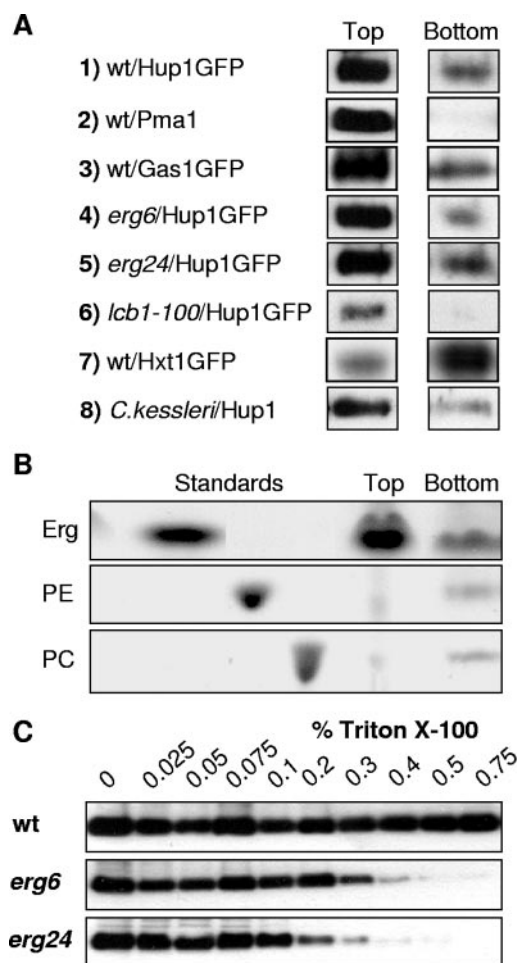 A
Top Bottom
1) wt/Hup1GFP
2) wt/Pma1
3) wt/Gas1GFP
4) erg6/Hup1GFP
5) erg24/Hup1GFP
6) lcb1-100/Hup1GFP
7) wt/Hxt1GFP
8) C.kessleri/Hup1
B
Standards Top Bottom
Erg
PE
PC
C
% Triton X-100
0 0.025 0.05 0.075 0.1 0.2 0.3 0.4 0.5 0.75
wt
erg6
erg24